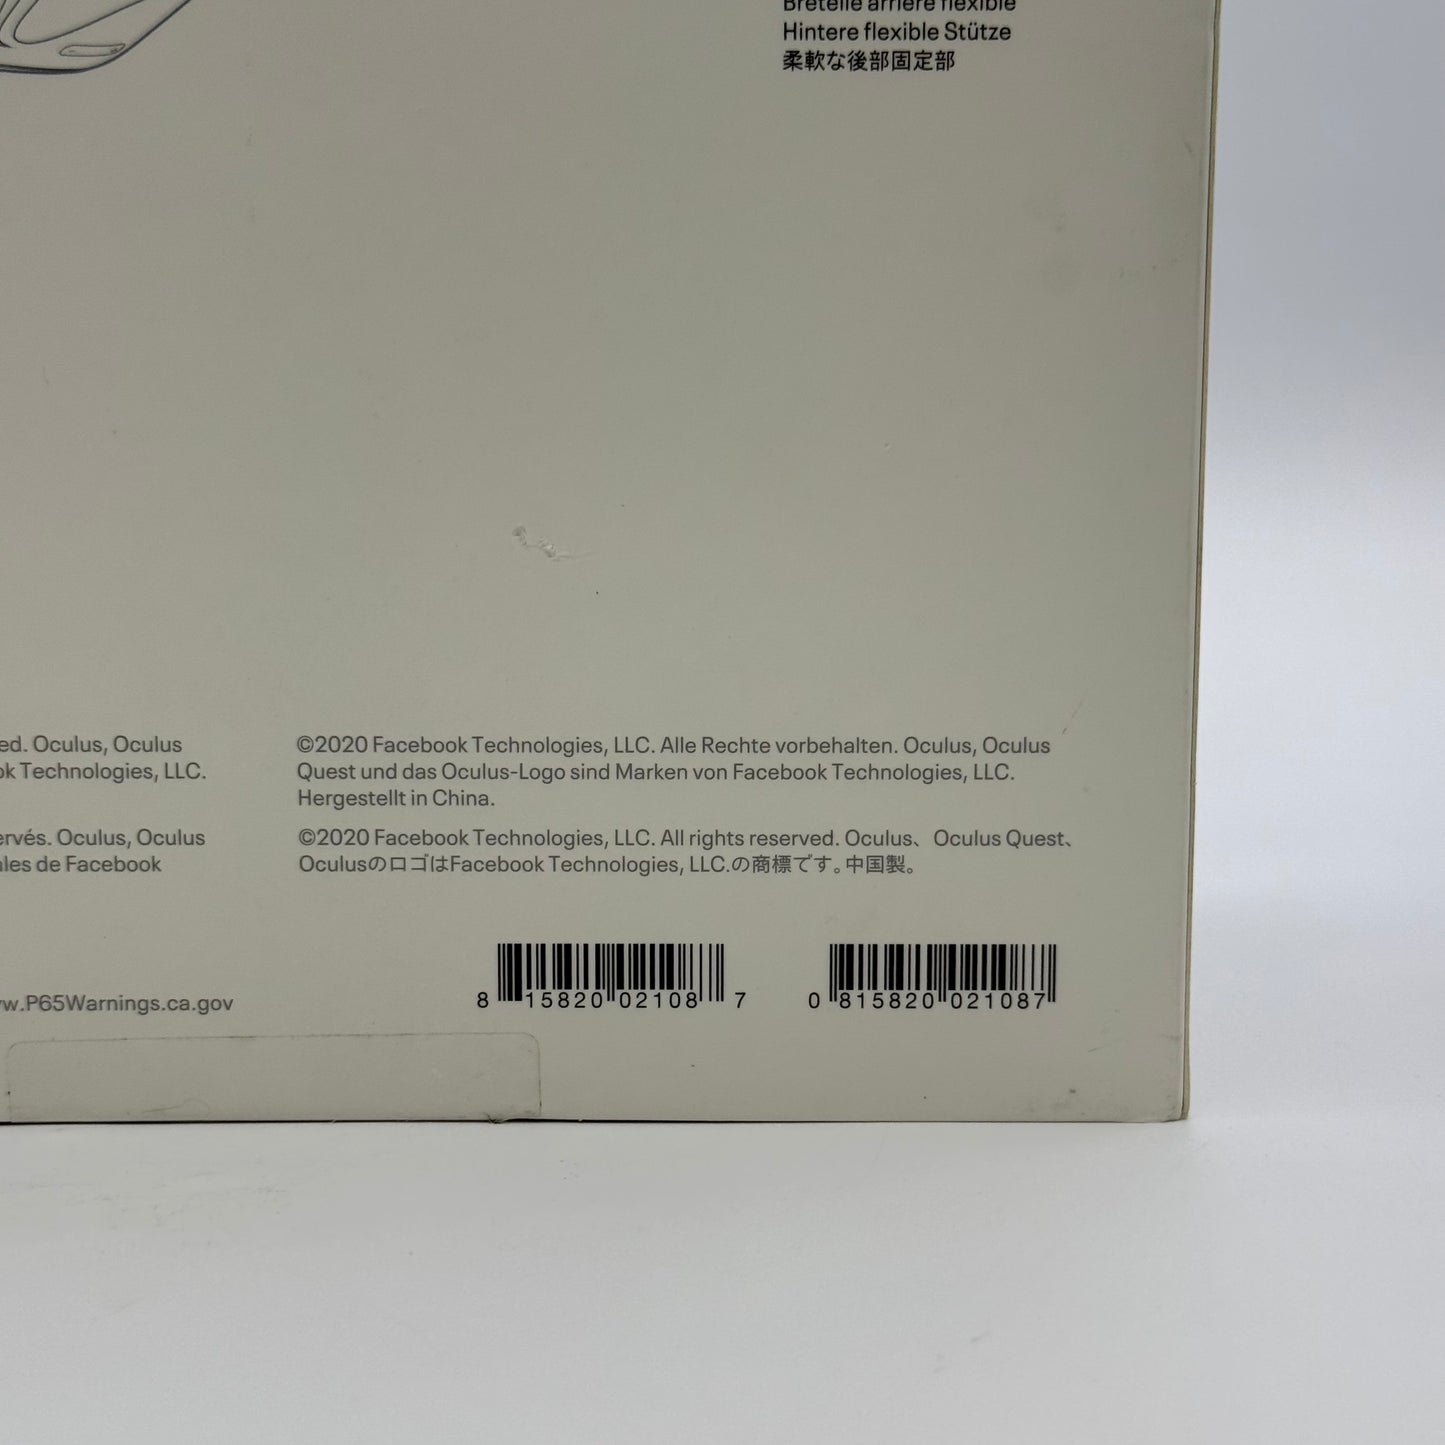 Bretelle arrière flexible
Hintere flexible Stütze
柔軟な後部固定部
ed. Oculus, Oculus
ok Technologies, LLC.
ervés. Oculus, Oculus
ales de Facebook
©2020 Facebook Technologies, LLC. Alle Rechte vorbehalten. Oculus, Oculus
Quest und das Oculus-Logo sind Marken von Facebook Technologies, LLC.
Hergestellt in China.
©2020 Facebook Technologies, LLC. All rights reserved. Oculus、Oculus Quest、
OculusのロゴはFacebook Technologies, LLC.の商標です。中国製。
w.P65Warnings.ca.gov
8 15820 02108 7
0 815820 021087